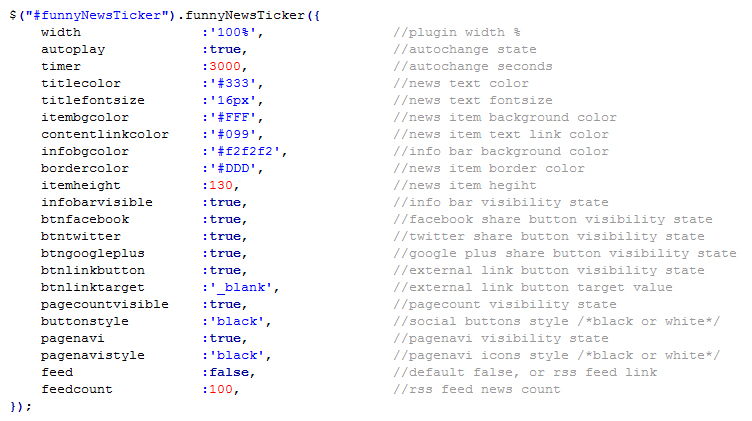 $("#funnyNewsTicker").funnyNewsTicker({
    width               :'100%',                //plugin width %
    autoplay            :true,                  //autochange state
    timer               :3000,                  //autochange seconds
    titlecolor          :'#333',                //news text color
    titlefontsize       :'16px',                //news text fontsize
    itembgcolor         :'#FFF',                //news item background color
    contentlinkcolor    :'#099',                //news item text link color
    infobgcolor         :'#f2f2f2',             //info bar background color
    bordercolor         :'#DDD',                //news item border color
    itemheight          :130,                   //news item hegiht
    infobarvisible      :true,                  //info bar visibility state
    btnfacebook         :true,                  //facebook share button visibility state
    btntwitter          :true,                  //twitter share button visibility state
    btngoogleplus       :true,                  //google plus share button visibility state
    btnlinkbutton       :true,                  //external link button visibility state
    btnlinktarget       :'_blank',              //external link button target value
    pagecountvisible    :true,                  //pagecount visibility state
    buttonstyle         :'black',               //social buttons style /*black or white*/
    pagenavi            :true,                  //pagenavi visibility state
    pagenavistyle       :'black',               //pagenavi icons style /*black or white*/
    feed                :false,                 //default false, or rss feed link
    feedcount           :100,                   //rss feed news count
});